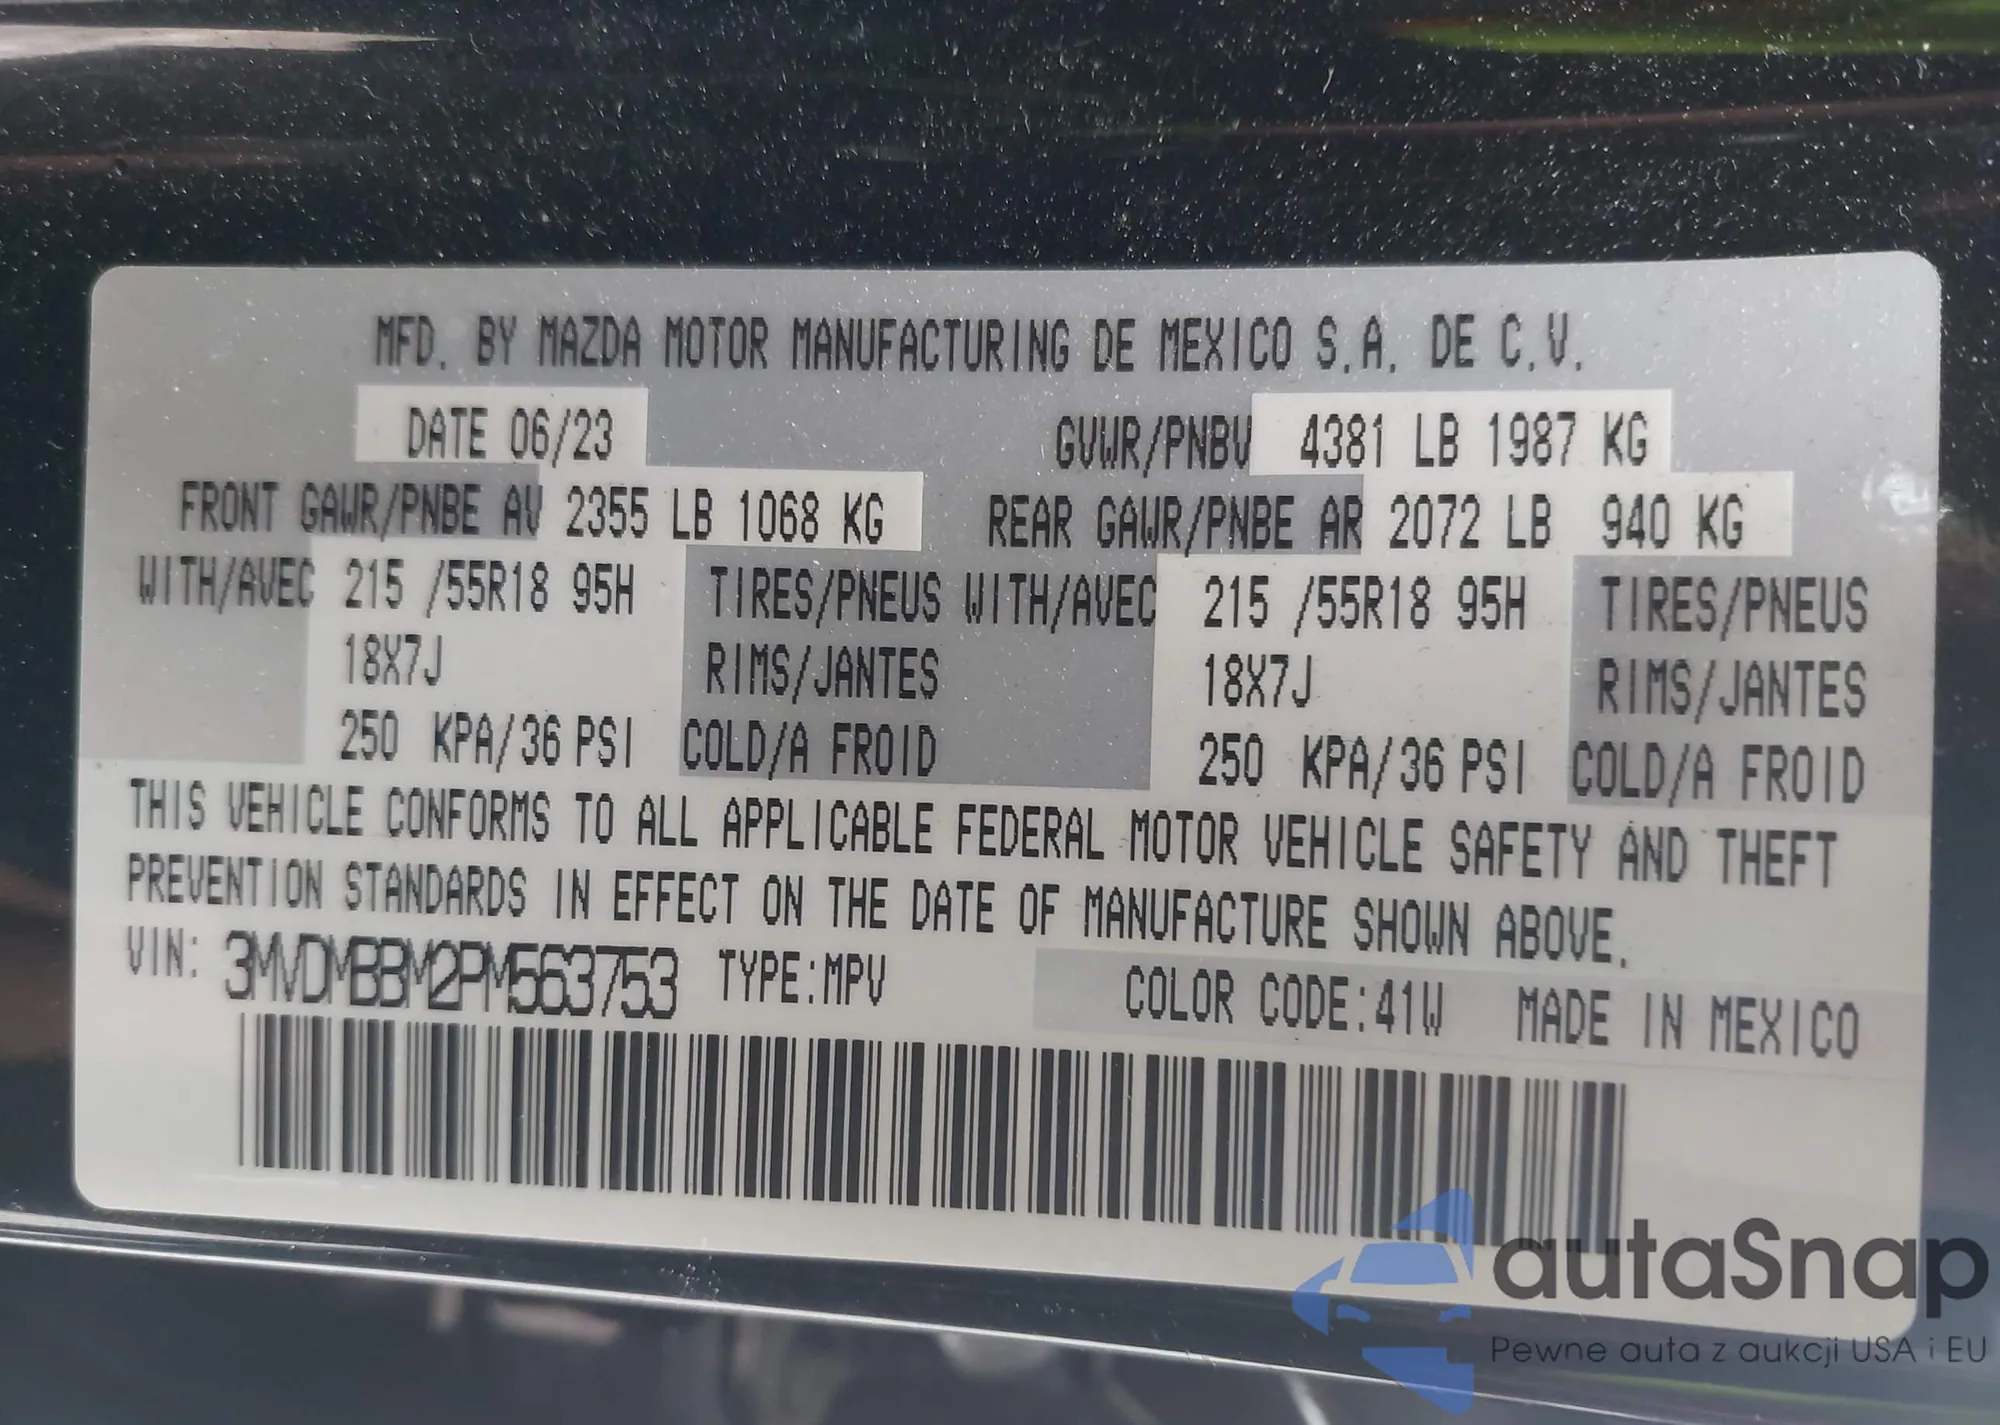 MFD. BY MAZDA MOTOR MANUFACTURING DE MEXICO S.A. DE C.V.
DATE 06/23 GVWR/PNBV 4381 LB 1987 KG
FRONT GAWR/PNBE AV 2355 LB 1068 KG REAR GAWR/PNBE AR 2072 LB 940 KG
WITH/AVEC 215 /55R18 95H TIRES/PNEUS WITH/AVEC 215 /55R18 95H TIRES/PNEUS
18X7J RIMS/JANTES 18X7J RIMS/JANTES
250 KPA/36 PSI COLD/A FROID 250 KPA/36 PSI COLD/A FROID
THIS VEHICLE CONFORMS TO ALL APPLICABLE FEDERAL MOTOR VEHICLE SAFETY AND THEFT
PREVENTION STANDARDS IN EFFECT ON THE DATE OF MANUFACTURE SHOWN ABOVE.
VIN: 3MVDMBBM2PM563753 TYPE:MPV COLOR CODE:41W MADE IN MEXICO
autaSnap
Pewne auta z aukcji USA i EU